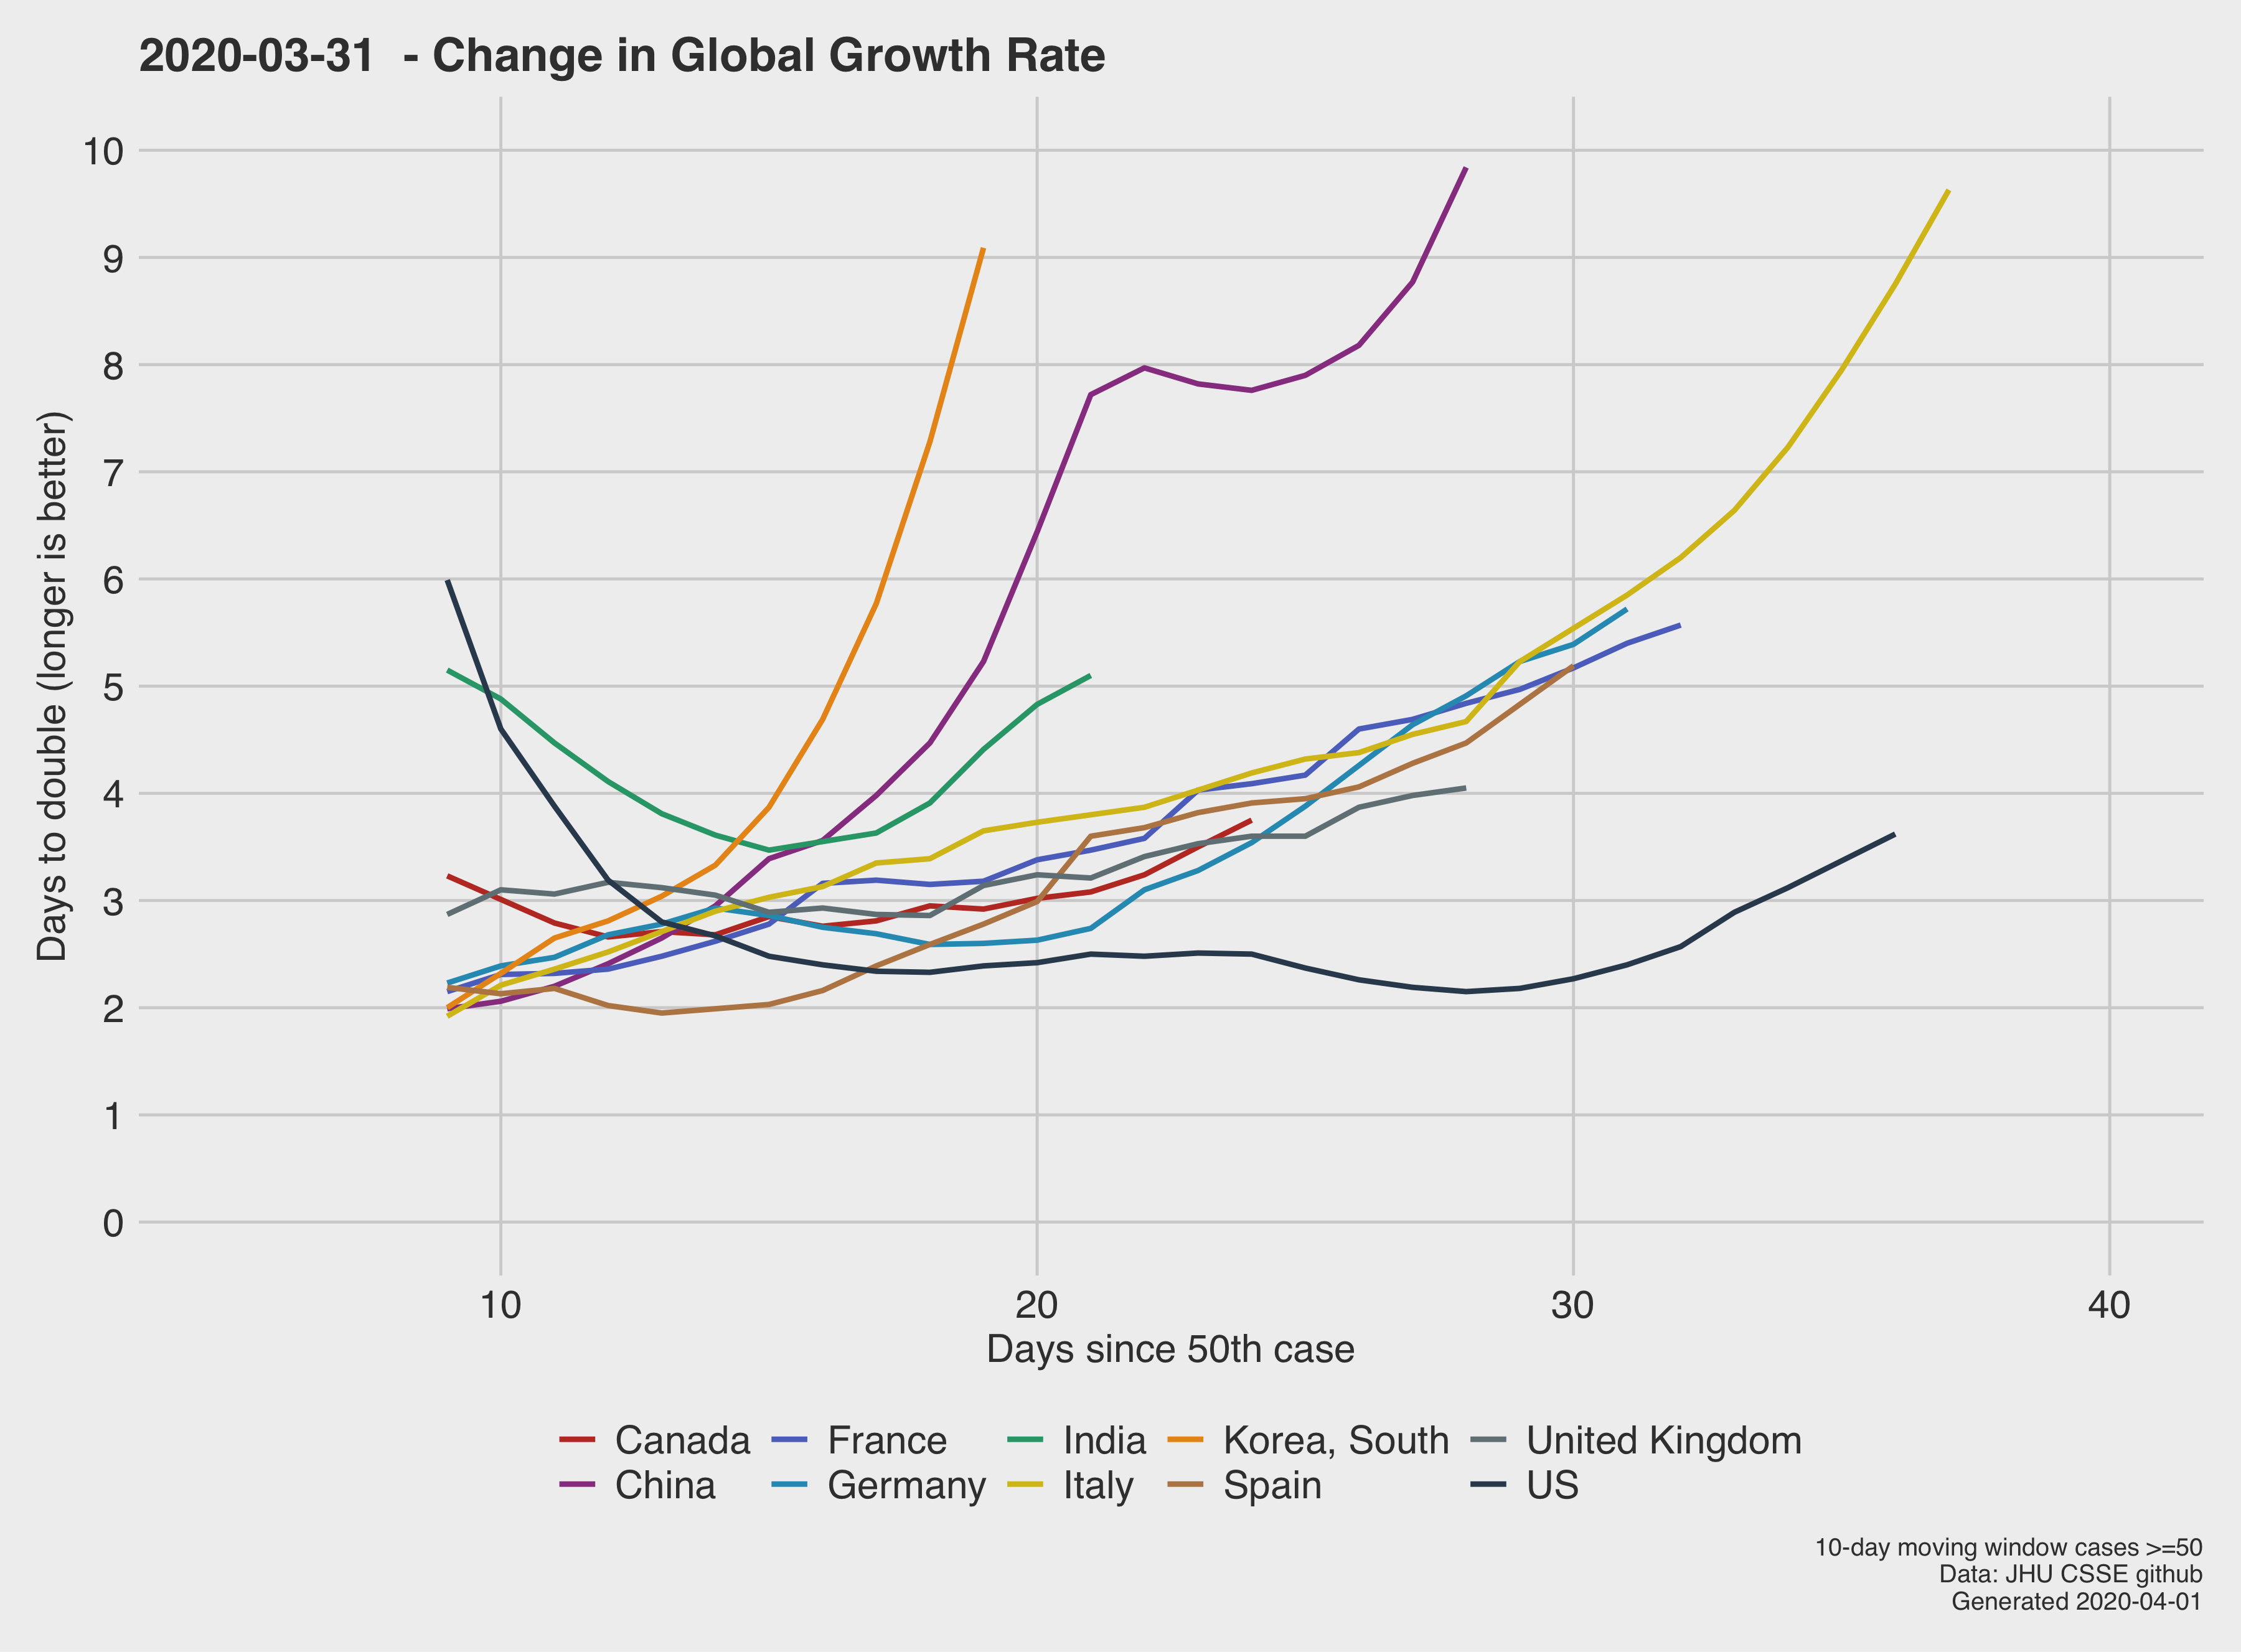 2020-03-31  - Change in Global Growth Rate
Days to double (longer is better)
10
9
8
7
6
5
4
3
2
1
0
10 20 30 40
Days since 50th case
Canada France India Korea, South United Kingdom
China Germany Italy Spain US
10-day moving window cases >=50
Data: JHU CSSE github
Generated 2020-04-01